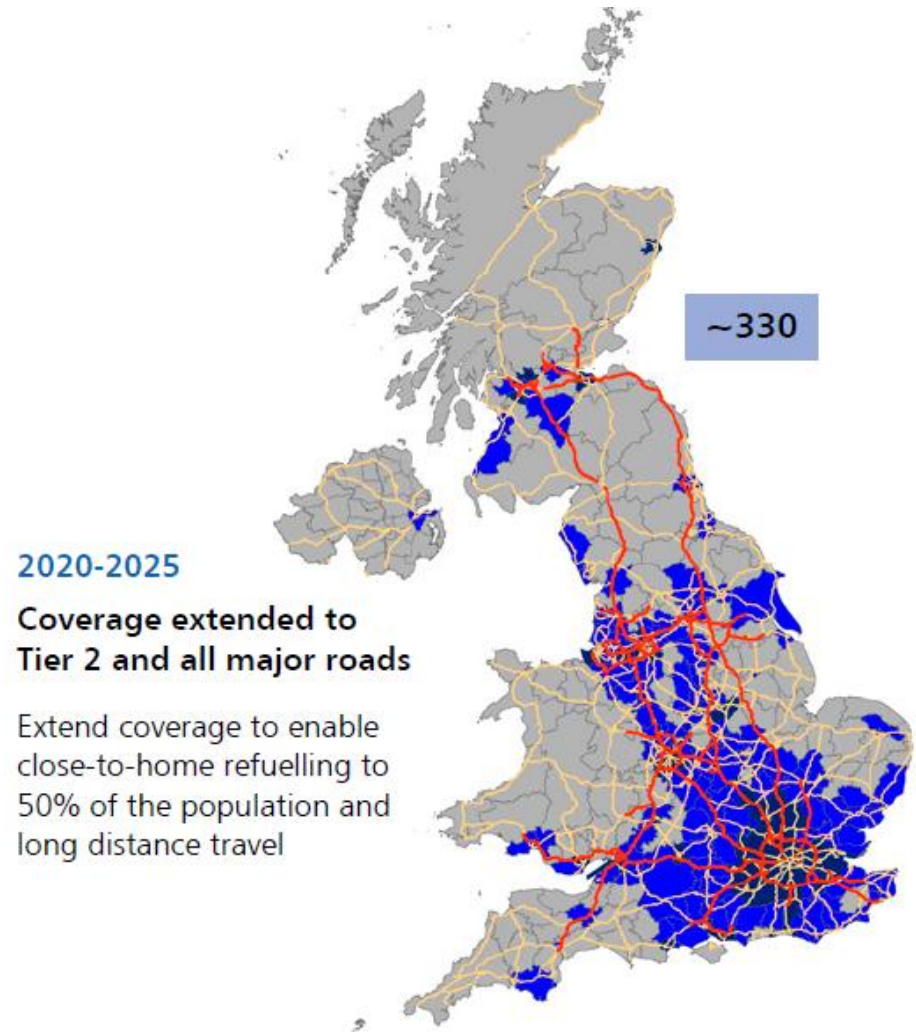 ~330
2020-2025
Coverage extended to
Tier 2 and all major roads
Extend coverage to enable
close-to-home refuelling to
50% of the population and
long distance travel